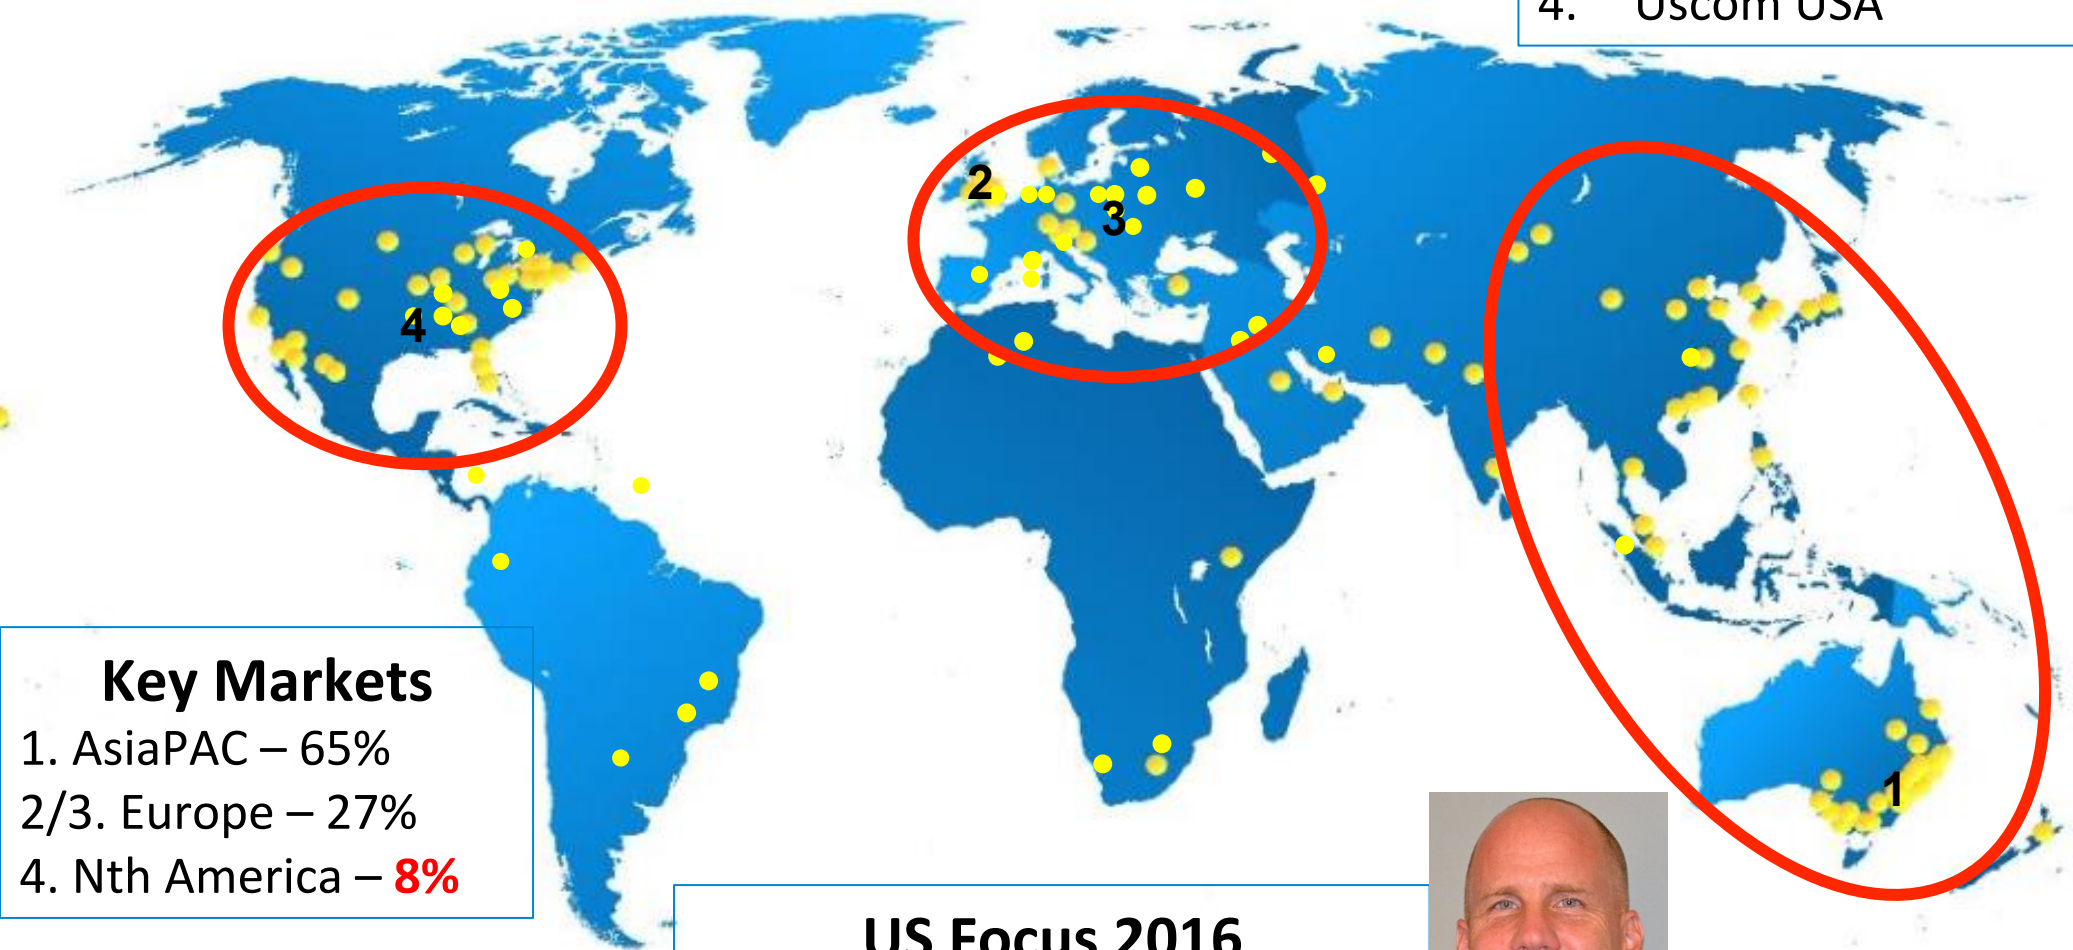 4. Uscom USA
2
3
4
1
Key Markets
1. AsiaPAC – 65%
2/3. Europe – 27%
4. Nth America – 8%
US Focus 2016